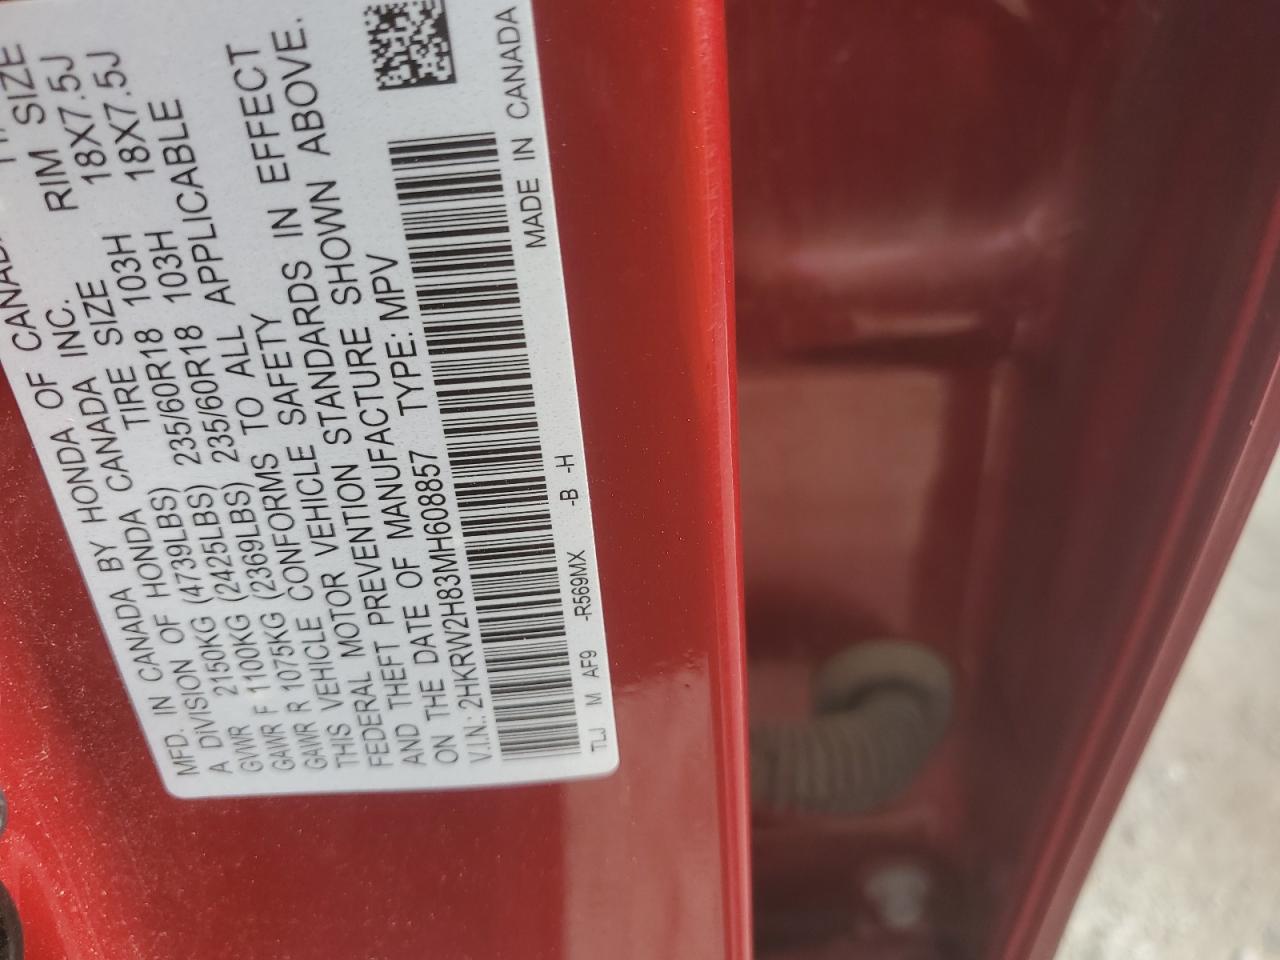 MFD. IN CANADA BY HONDA OF CANADA
A DIVISION OF HONDA CANADA INC.
GVWR 2150KG (4739LBS) TIRE SIZE RIM SIZE
GAWR F 1100KG (2425LBS) 235/60R18 103H 18X7.5J
GAWR R 1075KG (2369LBS) 235/60R18 103H 18X7.5J
THIS VEHICLE CONFORMS TO ALL APPLICABLE
FEDERAL MOTOR VEHICLE SAFETY
AND THEFT PREVENTION STANDARDS IN EFFECT
ON THE DATE OF MANUFACTURE SHOWN ABOVE.
V.I.N.: 2HKRW2H83MH608857 TYPE: MPV
TLJ M AF9 -R569MX -B -H MADE IN CANADA